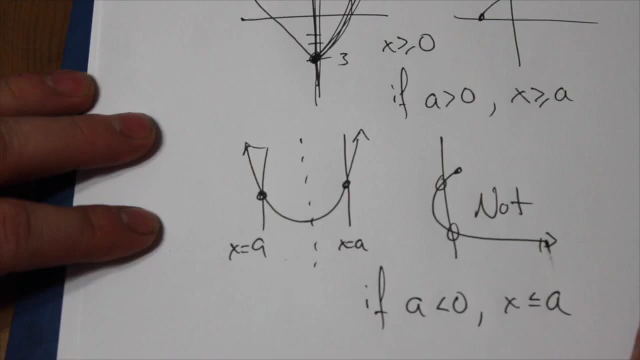 3
x ≥ 0
if a > 0 , x ≥ a
x=a
x=a
Not
if a < 0 , x ≤ a